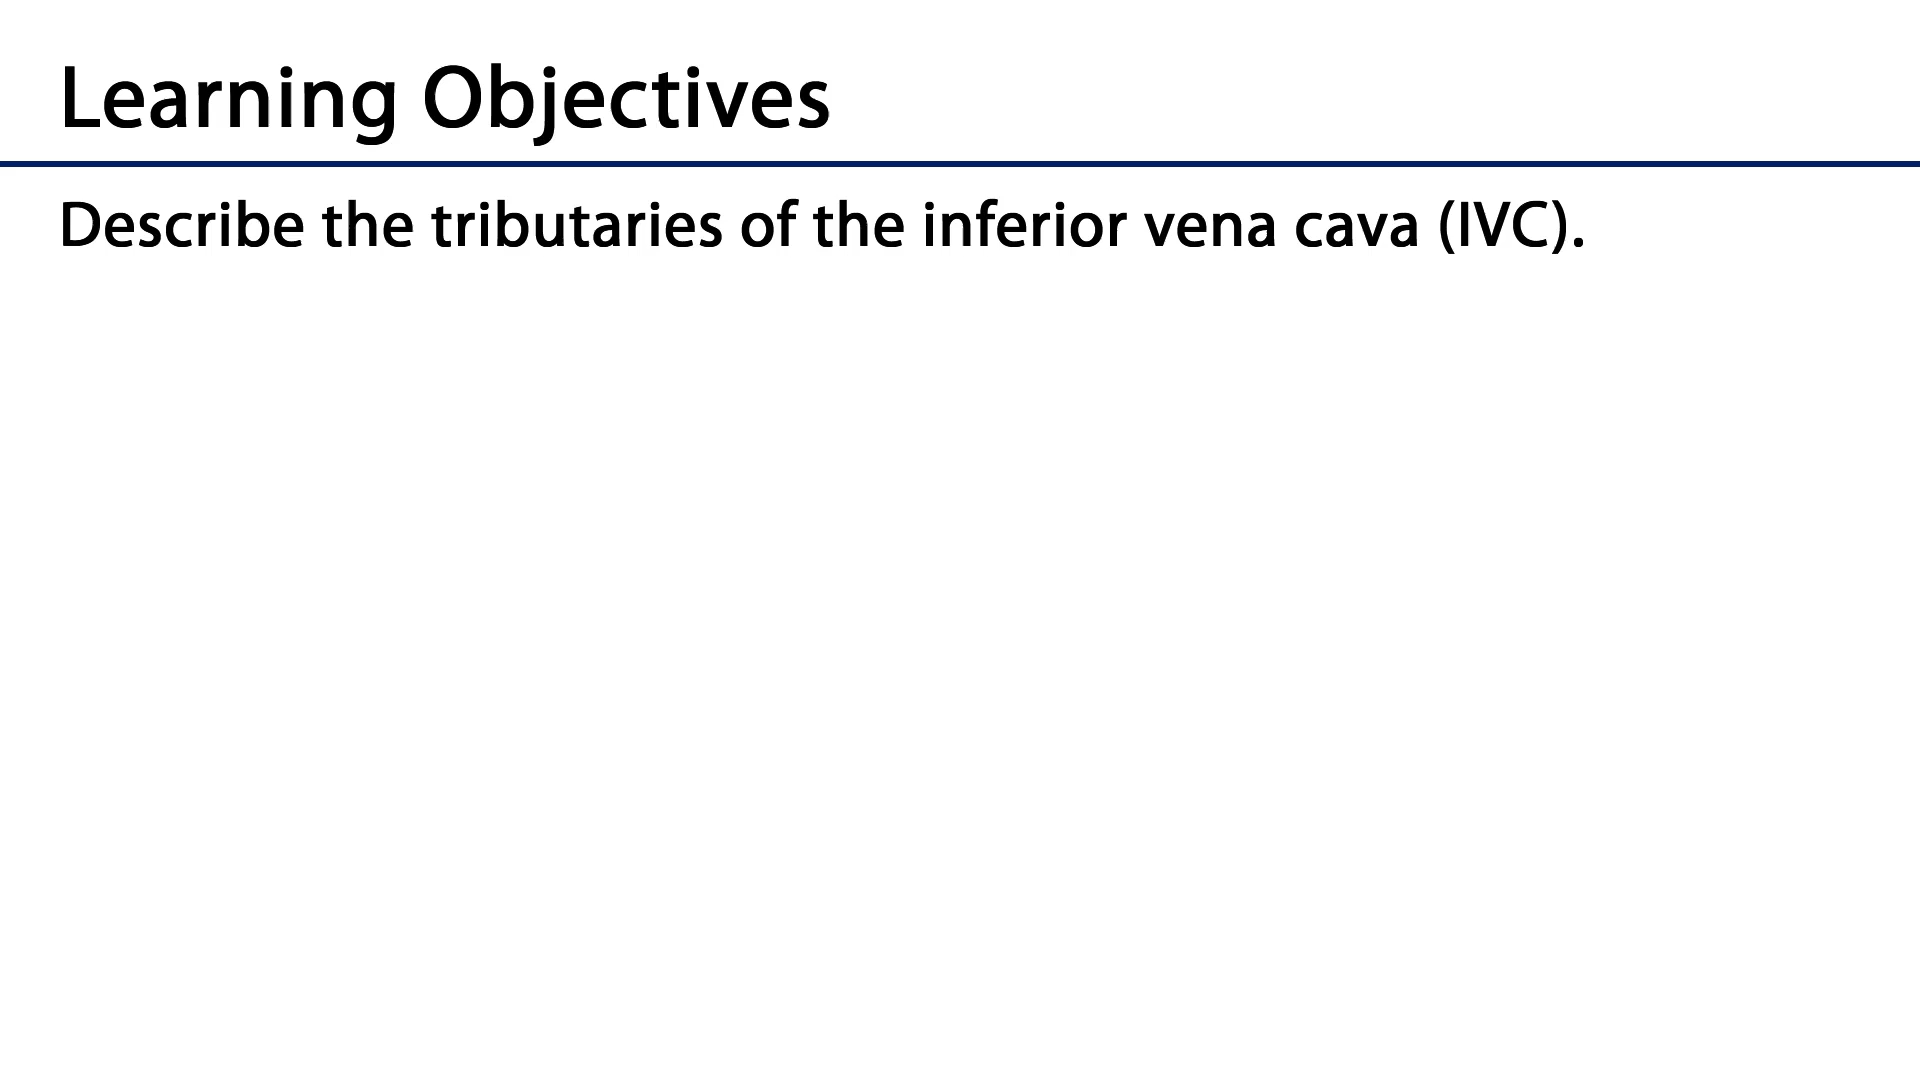 Learning Objectives
Describe the tributaries of the inferior vena cava (IVC).